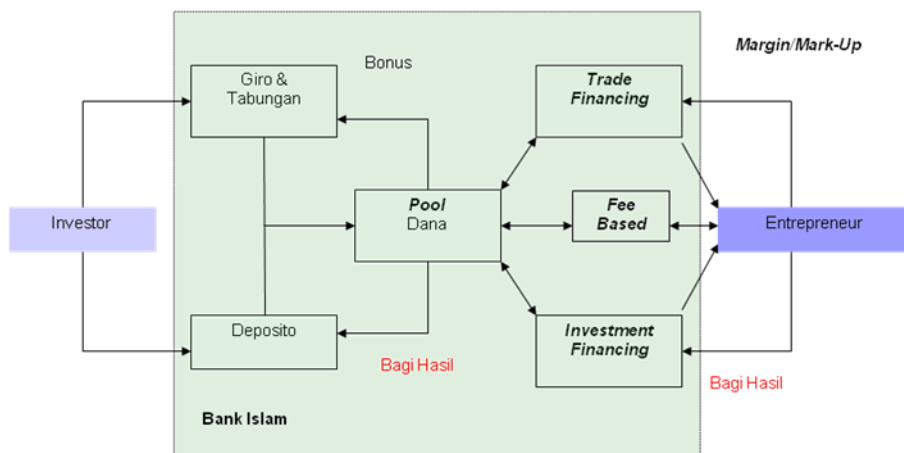 Margin/Mark-Up
Bonus
Giro &
Tabungan
Trade
Financing
Investor
Pool
Dana
Fee
Based
Entrepreneur
Deposito
Investment
Financing
Bagi Hasil
Bagi Hasil
Bank Islam